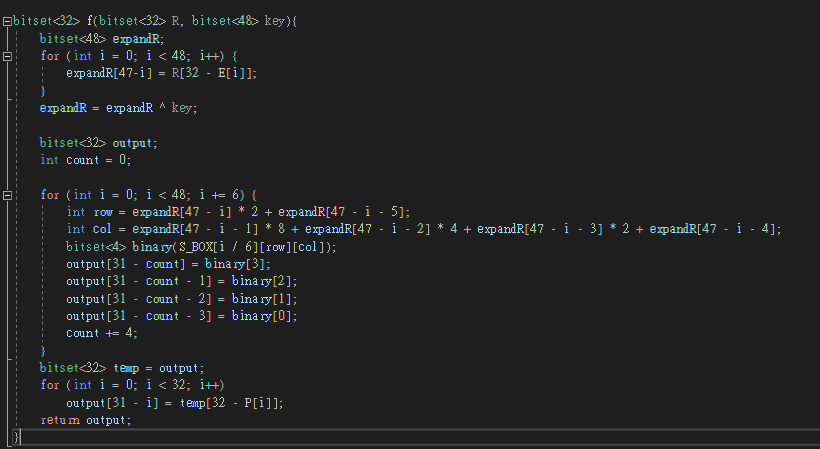 bitset<32> f(bitset<32> R, bitset<48> key){
bitset<48> expandR;
for (int i = 0; i < 48; i++) {
expandR[47-i] = R[32 - E[i]];
}
expandR = expandR ^ key;
bitset<32> output;
int count = 0;
for (int i = 0; i < 48; i += 6) {
int row = expandR[47 - i] * 2 + expandR[47 - i - 5];
int col = expandR[47 - i - 1] * 8 + expandR[47 - i - 2] * 4 + expandR[47 - i - 3] * 2 + expandR[47 - i - 4];
bitset<4> binary(S_BOX[i / 6][row][col]);
output[31 - count] = binary[3];
output[31 - count - 1] = binary[2];
output[31 - count - 2] = binary[1];
output[31 - count - 3] = binary[0];
count += 4;
}
bitset<32> temp = output;
for (int i = 0; i < 32; i++)
output[31 - i] = temp[32 - P[i]];
return output;
}